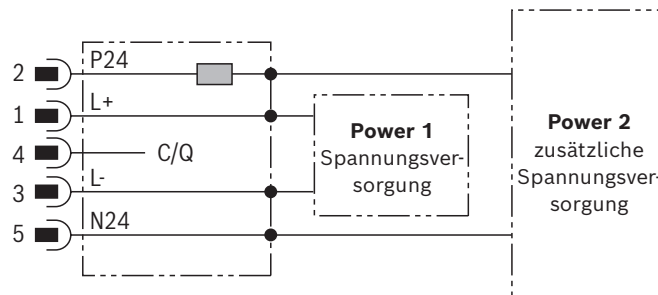 2 P24
1 L+
4 C/Q
3 L-
5 N24
Power 1
Spannungsver-
sorgung
Power 2
zusätzliche
Spannungsver-
sorgung